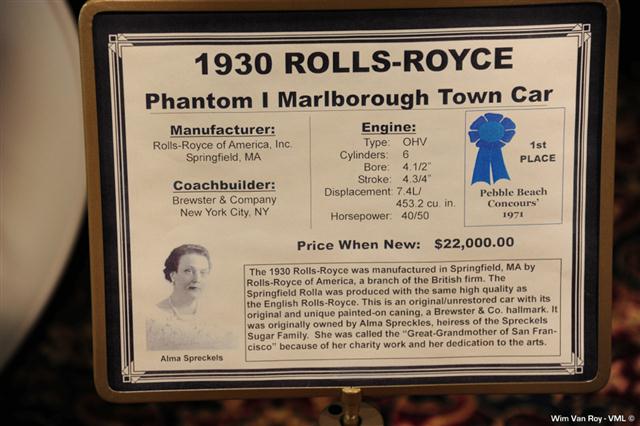 1930 ROLLS-ROYCE
Phantom I Marlborough Town Car
Manufacturer:
Rolls-Royce of America, Inc.
Springfield, MA
Coachbuilder:
Brewster & Company
New York City, NY
Engine:
Type: OHV
Cylinders: 6
Bore: 4.1/2"
Stroke: 4.3/4"
Displacement: 7.4L/
453.2 cu. in.
Horsepower: 40/50
1st
PLACE
Pebble Beach
Concours'
1971
Price When New: $22,000.00
Alma Spreckels
The 1930 Rolls-Royce was manufactured in Springfield, MA by
Rolls-Royce of America, a branch of the British firm. The
Springfield Rolla was produced with the same high quality as
the English Rolls-Royce. This is an original/unrestored car with its
original and unique painted-on caning, a Brewster & Co. hallmark. It
was originally owned by Alma Spreckles, heiress of the Spreckels
Sugar Family. She was called the "Great-Grandmother of San Fran-
cisco" because of her charity work and her dedication to the arts.
Wim Van Roy - VML ©